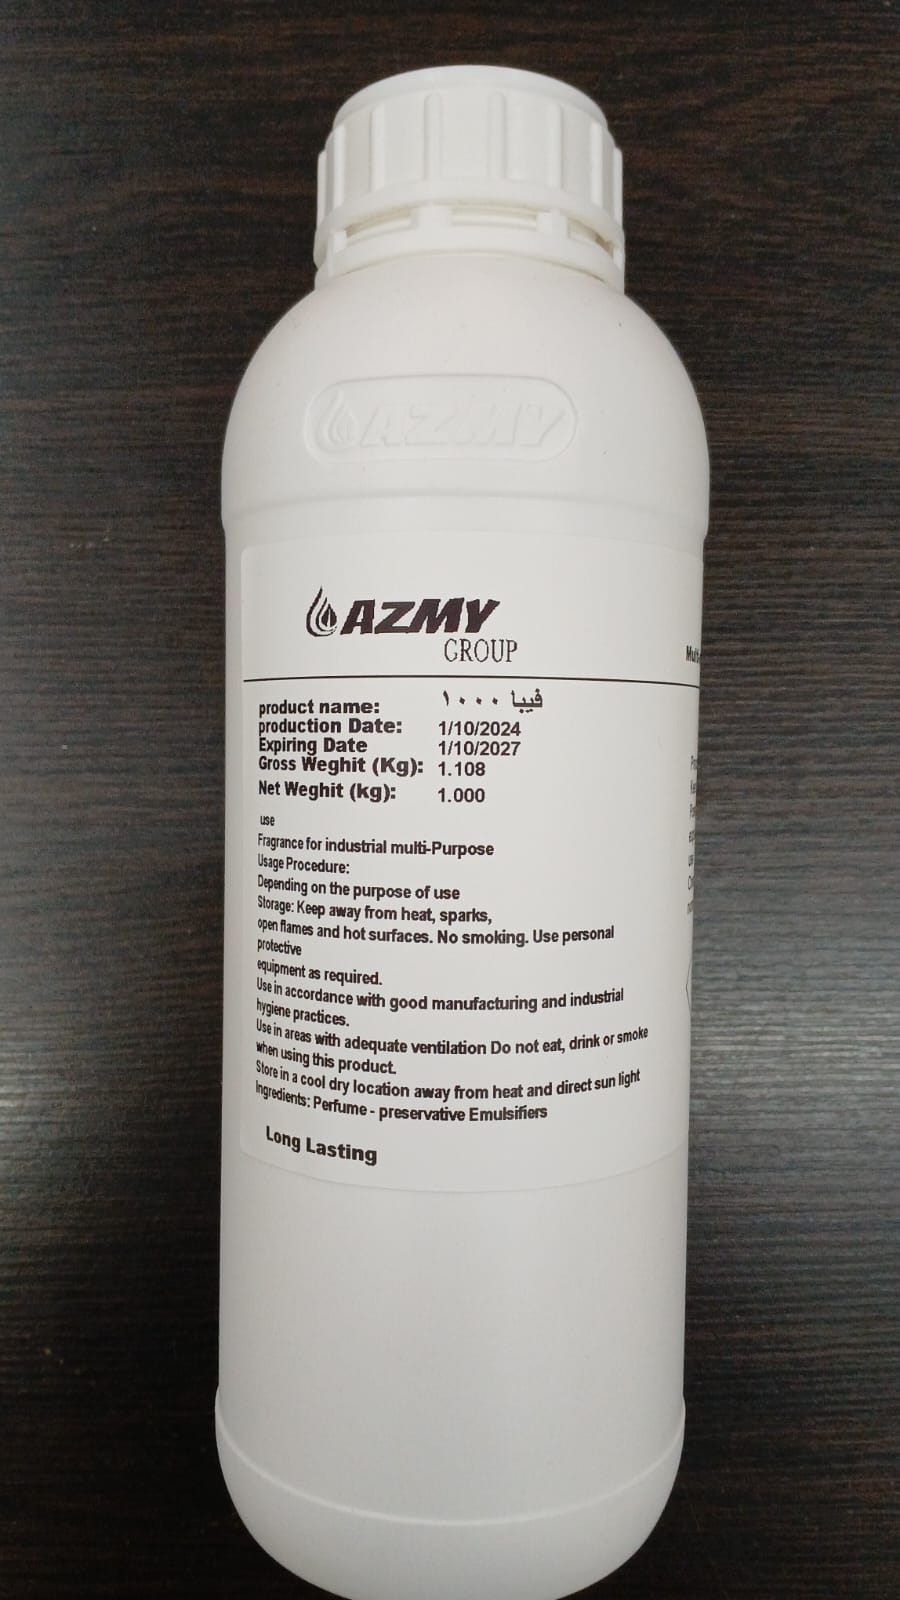 AZMY
AZMY
GROUP
product name: فيبا ١٠٠٠
production Date: 1/10/2024
Expiring Date 1/10/2027
Gross Weghit (Kg): 1.108
Net Weghit (kg): 1.000
use
Fragrance for industrial multi-Purpose
Usage Procedure:
Depending on the purpose of use
Storage: Keep away from heat, sparks,
open flames and hot surfaces. No smoking. Use personal
protective
equipment as required.
Use in accordance with good manufacturing and industrial
hygiene practices.
Use in areas with adequate ventilation Do not eat, drink or smoke
when using this product.
Store in a cool dry location away from heat and direct sun light
Ingredients: Perfume - preservative Emulsifiers
Long Lasting